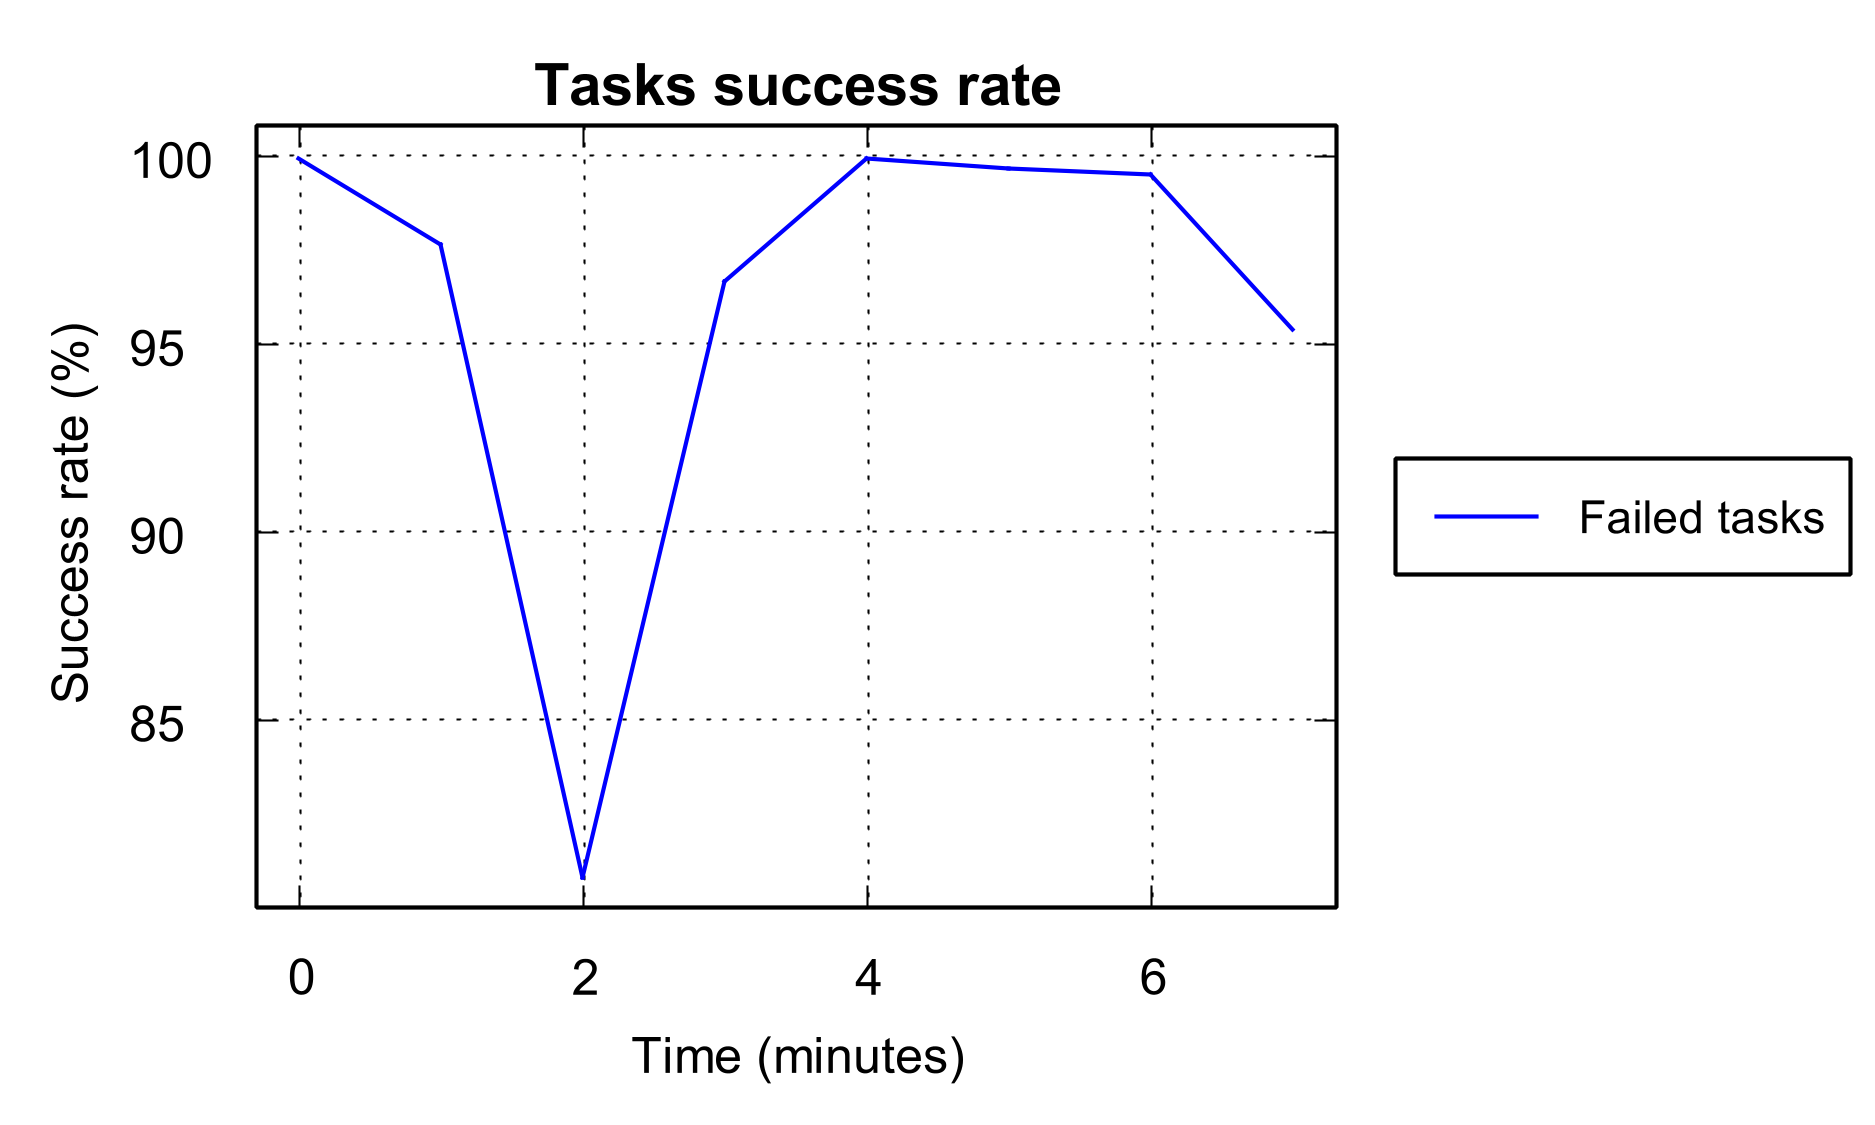 Tasks success rate
100
95
90
85
Success rate (%)
Failed tasks
0 2 4 6
Time (minutes)